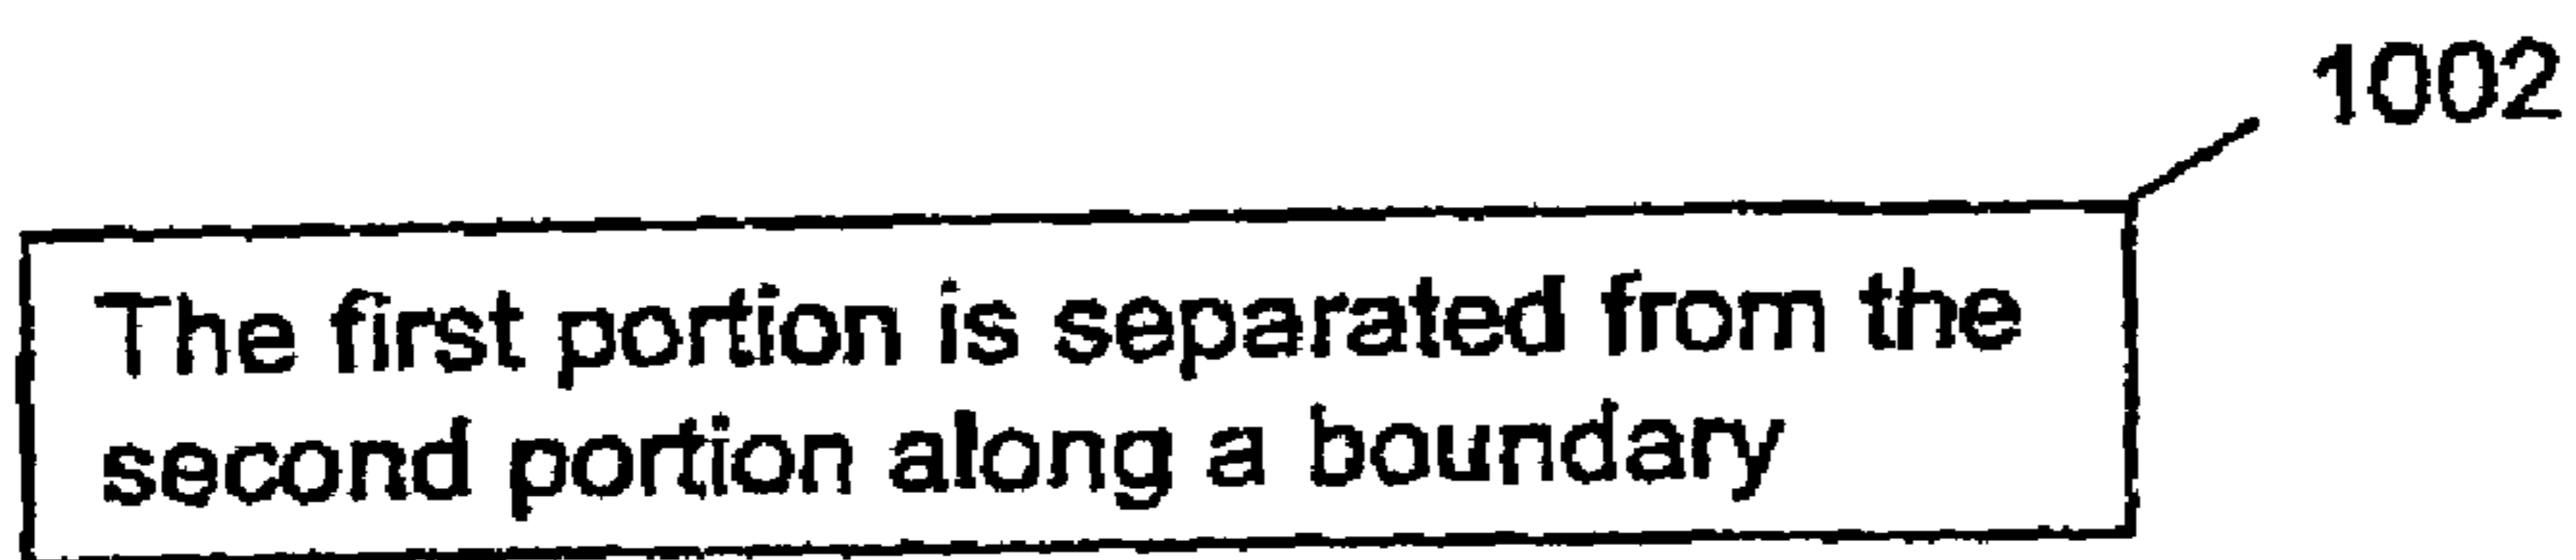 1002
The first portion is separated from the
second portion along a boundary